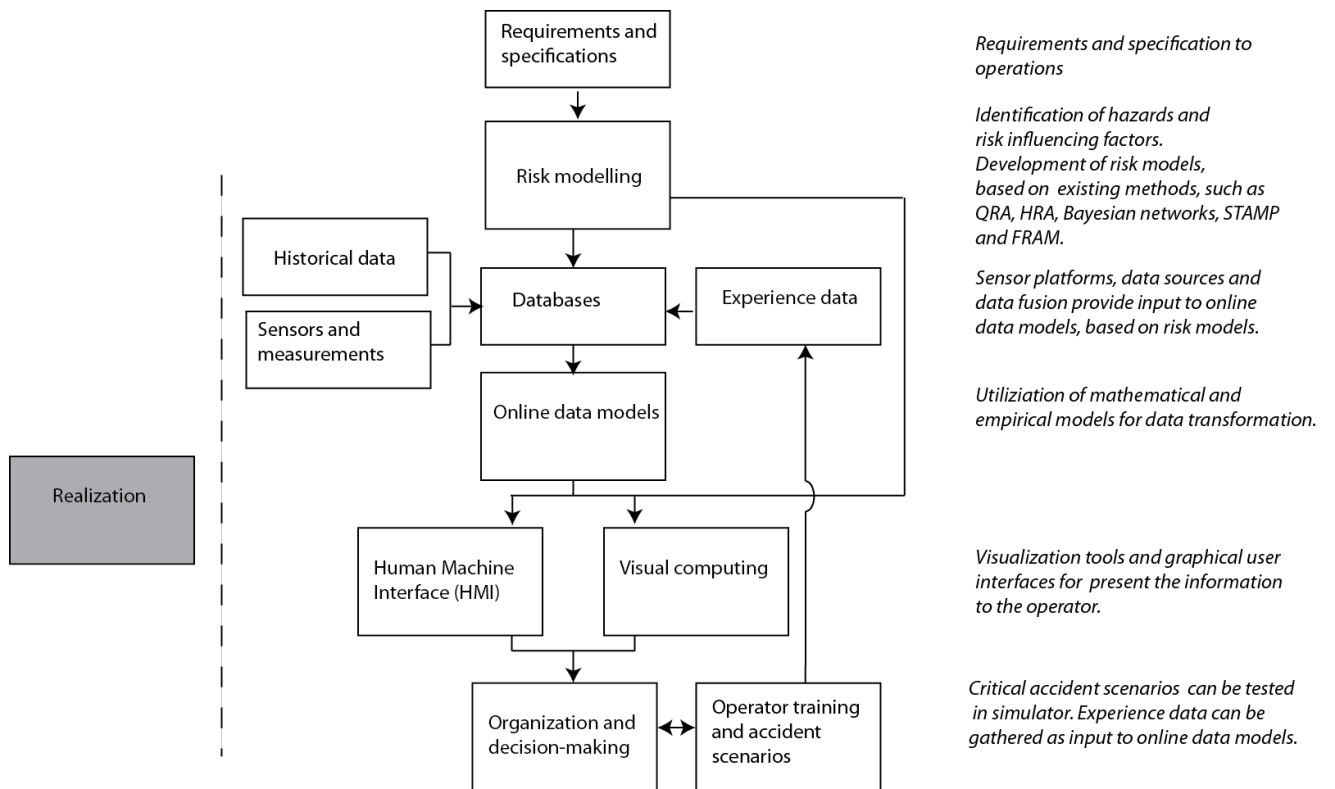 Requirements and
specifications
Requirements and specification to
operations
Risk modelling
Identification of hazards and
risk influencing factors.
Development of risk models,
based on existing methods, such as
QRA, HRA, Bayesian networks, STAMP
and FRAM.
Historical data
Sensors and
measurements
Databases
Experience data
Sensor platforms, data sources and
data fusion provide input to online
data models, based on risk models.
Online data models
Utiliziation of mathematical and
empirical models for data transformation.
Realization
Human Machine
Interface (HMI)
Visual computing
Visualization tools and graphical user
interfaces for present the information
to the operator.
Organization and
decision-making
Operator training
and accident
scenarios
Critical accident scenarios can be tested
in simulator. Experience data can be
gathered as input to online data models.